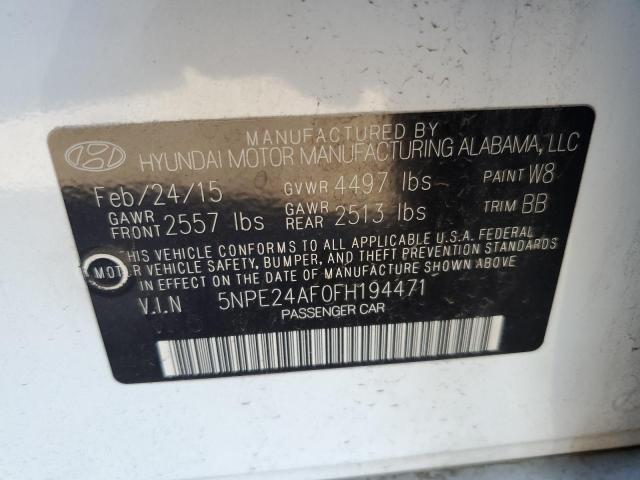 MANUFACTURED BY
HYUNDAI MOTOR MANUFACTURING ALABAMA, LLC
Feb/24/15 GVWR 4497 lbs PAINT W8
GAWR FRONT 2557 lbs GAWR REAR 2513 lbs TRIM BB
THIS VEHICLE CONFORMS TO ALL APPLICABLE U.S.A. FEDERAL
MOTOR VEHICLE SAFETY, BUMPER, AND THEFT PREVENTION STANDARDS
IN EFFECT ON THE DATE OF MANUFACTURE SHOWN ABOVE.
V.I.N 5NPE24AF0FH194471
PASSENGER CAR